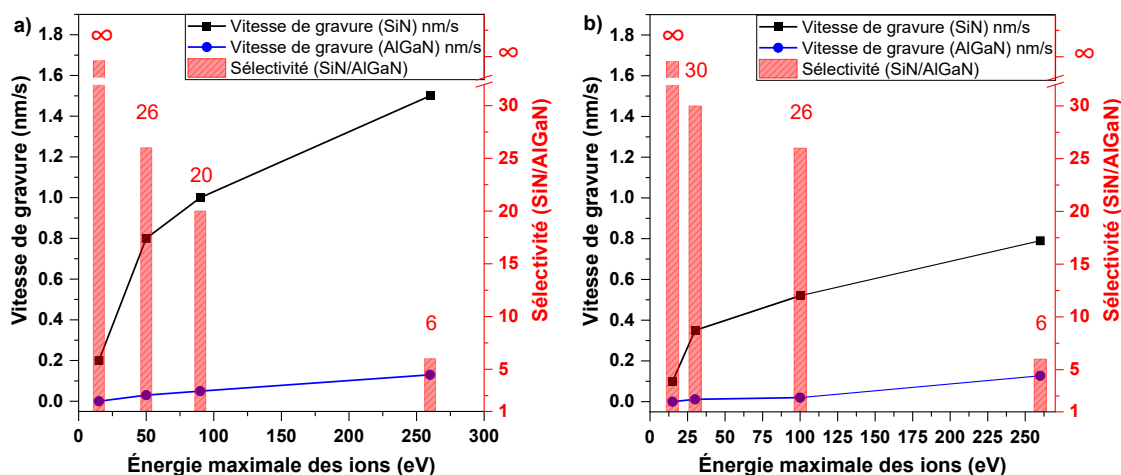 a)
Vitesse de gravure (SiN) nm/s
Vitesse de gravure (AlGaN) nm/s
Sélectivité (SiN/AlGaN)
∞
26
20
6
1.8
1.6
1.4
1.2
1.0
0.8
0.6
0.4
0.2
0.0
Vitesse de gravure (nm/s)
∞
30
25
20
15
10
5
1
Sélectivité (SiN/AlGaN)
0 50 100 150 200 250 300
Énergie maximale des ions (eV)
b)
Vitesse de gravure (SiN) nm/s
Vitesse de gravure (AlGaN) nm/s
Sélectivité (SiN/AlGaN)
∞
30
26
6
1.8
1.6
1.4
1.2
1.0
0.8
0.6
0.4
0.2
0.0
Vitesse de gravure (nm/s)
∞
30
25
20
15
10
5
1
Sélectivité (SiN/AlGaN)
0 25 50 75 100 125 150 175 200 225 250
Énergie maximale des ions (eV)